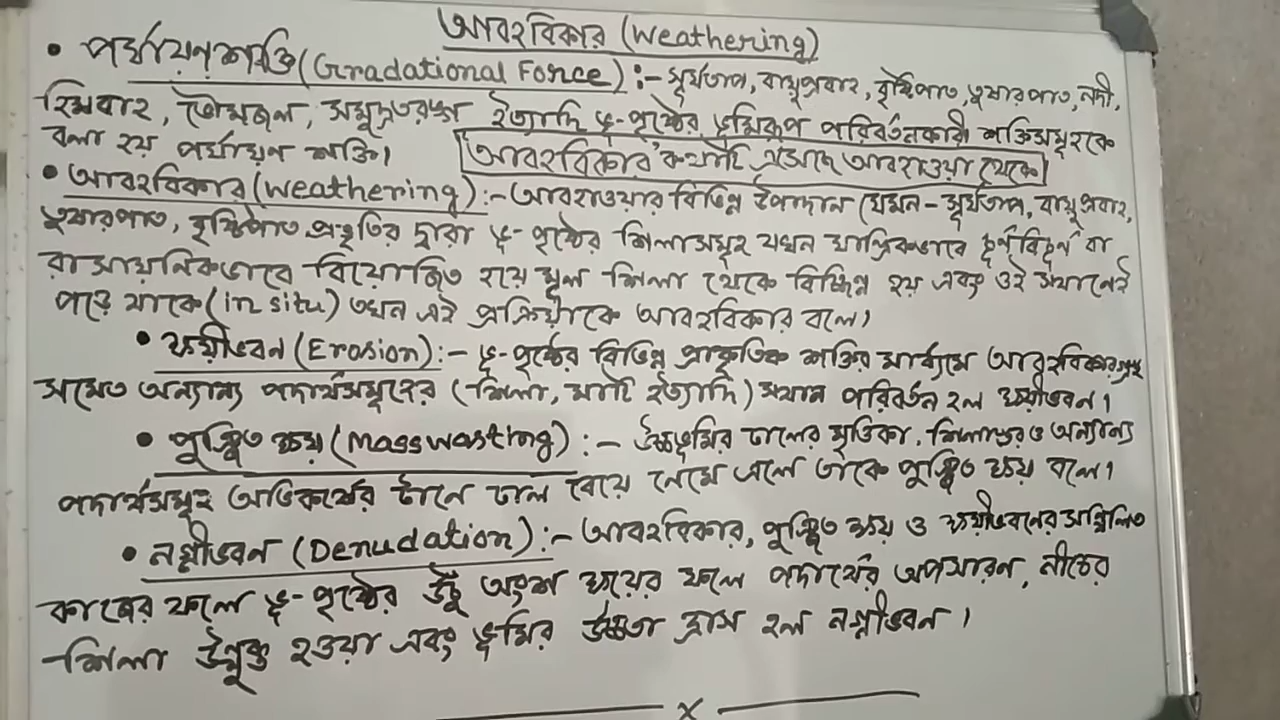 আবহবিকার (Weathering)
• পর্যায়ণ শক্তি (Gradational Force) :- সূর্যতাপ, বায়ুপ্রবাহ, বৃষ্টিপাত, তুষারপাত, নদী,
হিমবাহ, ভৌমজল, সমুদ্রতরঙ্গ ইত্যাদি ভূ-পৃষ্ঠের ভূমিরূপ পরিবর্তনকারী শক্তিসমূহকে
বলা হয় পর্যায়ণ শক্তি।
'আবহবিকার' কথাটি এসেছে আবহাওয়া থেকে
• আবহবিকার (Weathering) :- আবহাওয়ার বিভিন্ন উপাদান যেমন - সূর্যতাপ, বায়ুপ্রবাহ,
তুষারপাত, বৃষ্টিপাত প্রভৃতির দ্বারা ভূ-পৃষ্ঠের শিলাসমূহ যখন যান্ত্রিকভাবে চূর্ণবিচূর্ণ বা
রাসায়নিকভাবে বিয়োজিত হয়ে মূল শিলা থেকে বিচ্ছিন্ন হয় এবং ওই স্থানেই
পড়ে থাকে (in situ) তখন এই প্রক্রিয়াকে আবহবিকার বলে।
• ক্ষয়ীভবন (Erosion) :- ভূ-পৃষ্ঠের বিভিন্ন প্রাকৃতিক শক্তির মাধ্যমে আবহবিকারগ্রস্থ
সমেত অন্যান্য পদার্থসমূহের (শিলা, মাটি ইত্যাদি) স্থান পরিবর্তন হল ক্ষয়ীভবন।
• পুঞ্জিত ক্ষয় (Mass wasting) :- উচ্চভূমির ঢালের মৃত্তিকা, শিলাস্তর ও অন্যান্য
পদার্থসমূহ অভিকর্ষের টানে ঢাল বেয়ে নেমে এলে তাকে পুঞ্জিত ক্ষয় বলে।
• নগ্নীভবন (Denudation) :- আবহবিকার, পুঞ্জিত ক্ষয় ও ক্ষয়ীভবনের সম্মিলিত
কাজের ফলে ভূ-পৃষ্ঠের উঁচু অংশ ক্ষয়ের ফলে পদার্থের অপসারন, নীচের
শিলা উন্মুক্ত হওয়া এবং ভূমির উচ্চতা হ্রাস হল নগ্নীভবন।
x